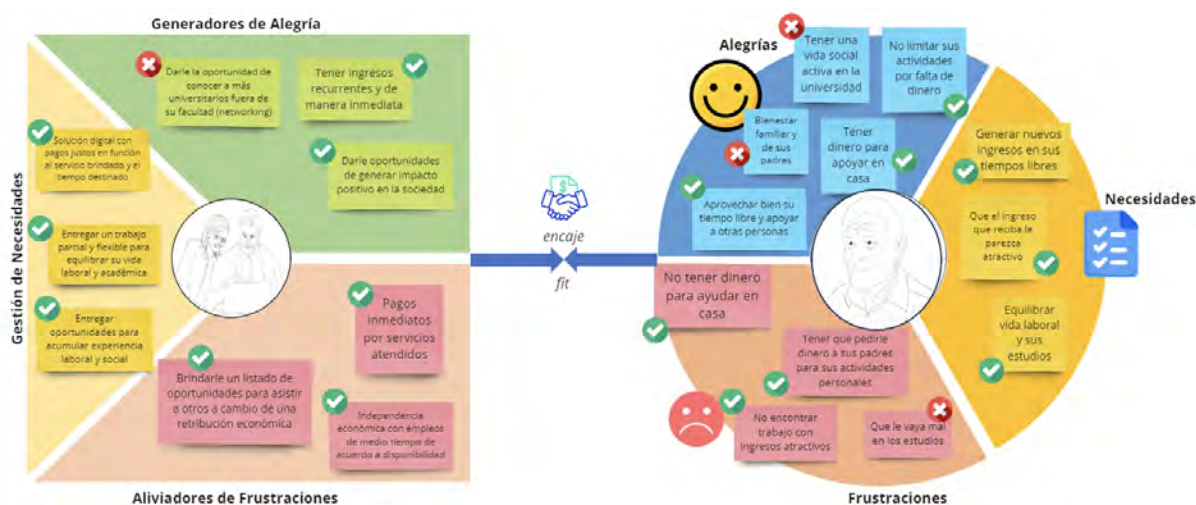 Generadores de Alegría
Darle la oportunidad de
conocer a más
universitarios fuera de
su facultad (networking)
Tener ingresos
recurrentes y de
manera inmediata
Darle oportunidades
de generar impacto
positivo en la sociedad
Gestión de Necesidades
Solución digital con
pagos justos en función
al servicio brindado y el
tiempo destinado
Entregar un trabajo
parcial y flexible para
equilibrar su vida
laboral y académica
Entregar
oportunidades para
acumular experiencia
laboral y social
Pagos
inmediatos
por servicios
atendidos
Brindarle un listado de
oportunidades para asistir
a otros a cambio de una
retribución económica
Independencia
económica con empleos
de medio tiempo de
acuerdo a disponibilidad
Aliviadores de Frustraciones
encaje
fit
Alegrías
Tener una
vida social
activa en la
universidad
No limitar sus
actividades
por falta de
dinero
Bienestar
familiar y
de sus
padres
Tener
dinero para
apoyar en
casa
Aprovechar bien su
tiempo libre y apoyar
a otras personas
Necesidades
Generar nuevos
ingresos en sus
tiempos libres
Que el ingreso
que reciba le
parezca
atractivo
Equilibrar
vida laboral
y sus
estudios
No tener dinero
para ayudar en
casa
Tener que pedirle
dinero a sus padres
para sus actividades
personales
No encontrar
trabajo con
ingresos atractivos
Que le vaya mal
en los estudios
Frustraciones